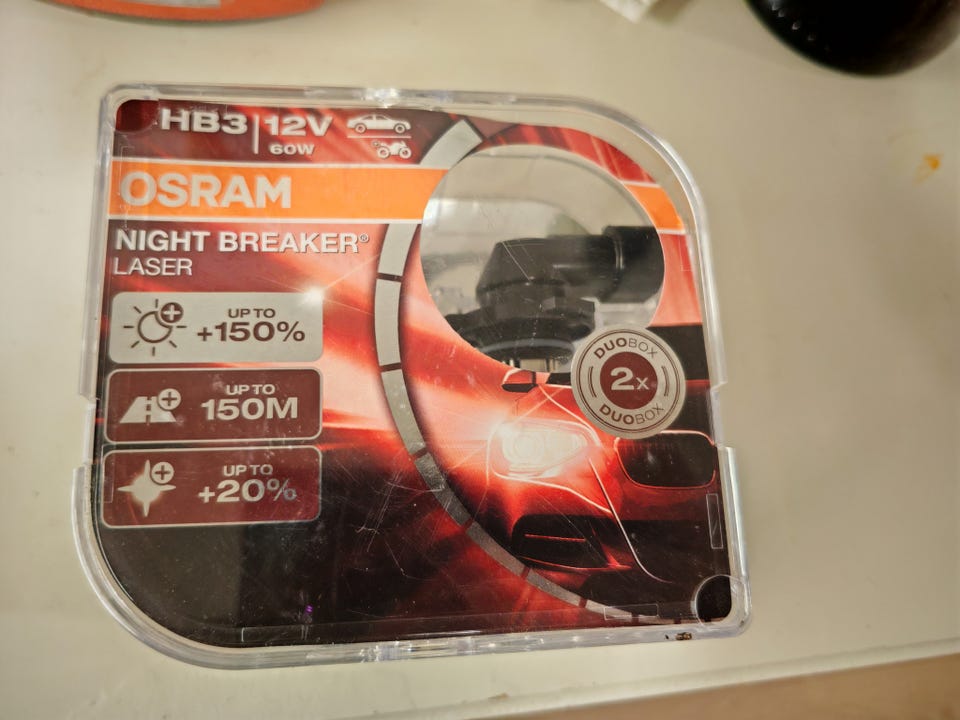 HB3 12V
60W
OSRAM
NIGHT BREAKER®
LASER
UP TO
+150%
UP TO
150M
UP TO
+20%
DUOBOX
2x
DUOBOX